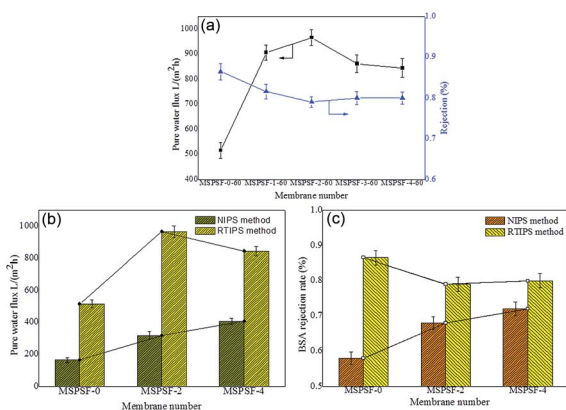 (a)
Pure water flux L/(m²h)
1000
900
800
700
600
500
400
1.0
0.9
0.8
0.7
0.6
Rejection (%)
MSPSF-0-60 MSPSF-1-60 MSPSF-2-60 MSPSF-3-60 MSPSF-4-60
Membrane number
(b)
NIPS method
RTIPS method
Pure water flux L/(m²h)
1000
800
600
400
200
0
MSPSF-0 MSPSF-2 MSPSF-4
Membrane number
(c)
NIPS method
RTIPS method
BSA rejection rate (%)
1.0
0.9
0.8
0.7
0.6
0.5
MSPSF-0 MSPSF-2 MSPSF-4
Membrane number